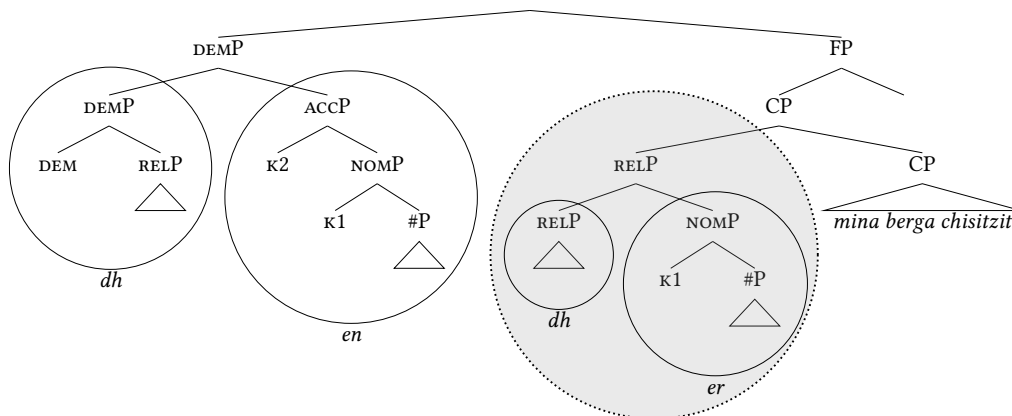 DEMP FP
DEMP ACCP CP
DEM RELP K2 NOMP RELP CP
K1 #P RELP NOMP mina berga chisitzit
dh K1 #P
en dh
er